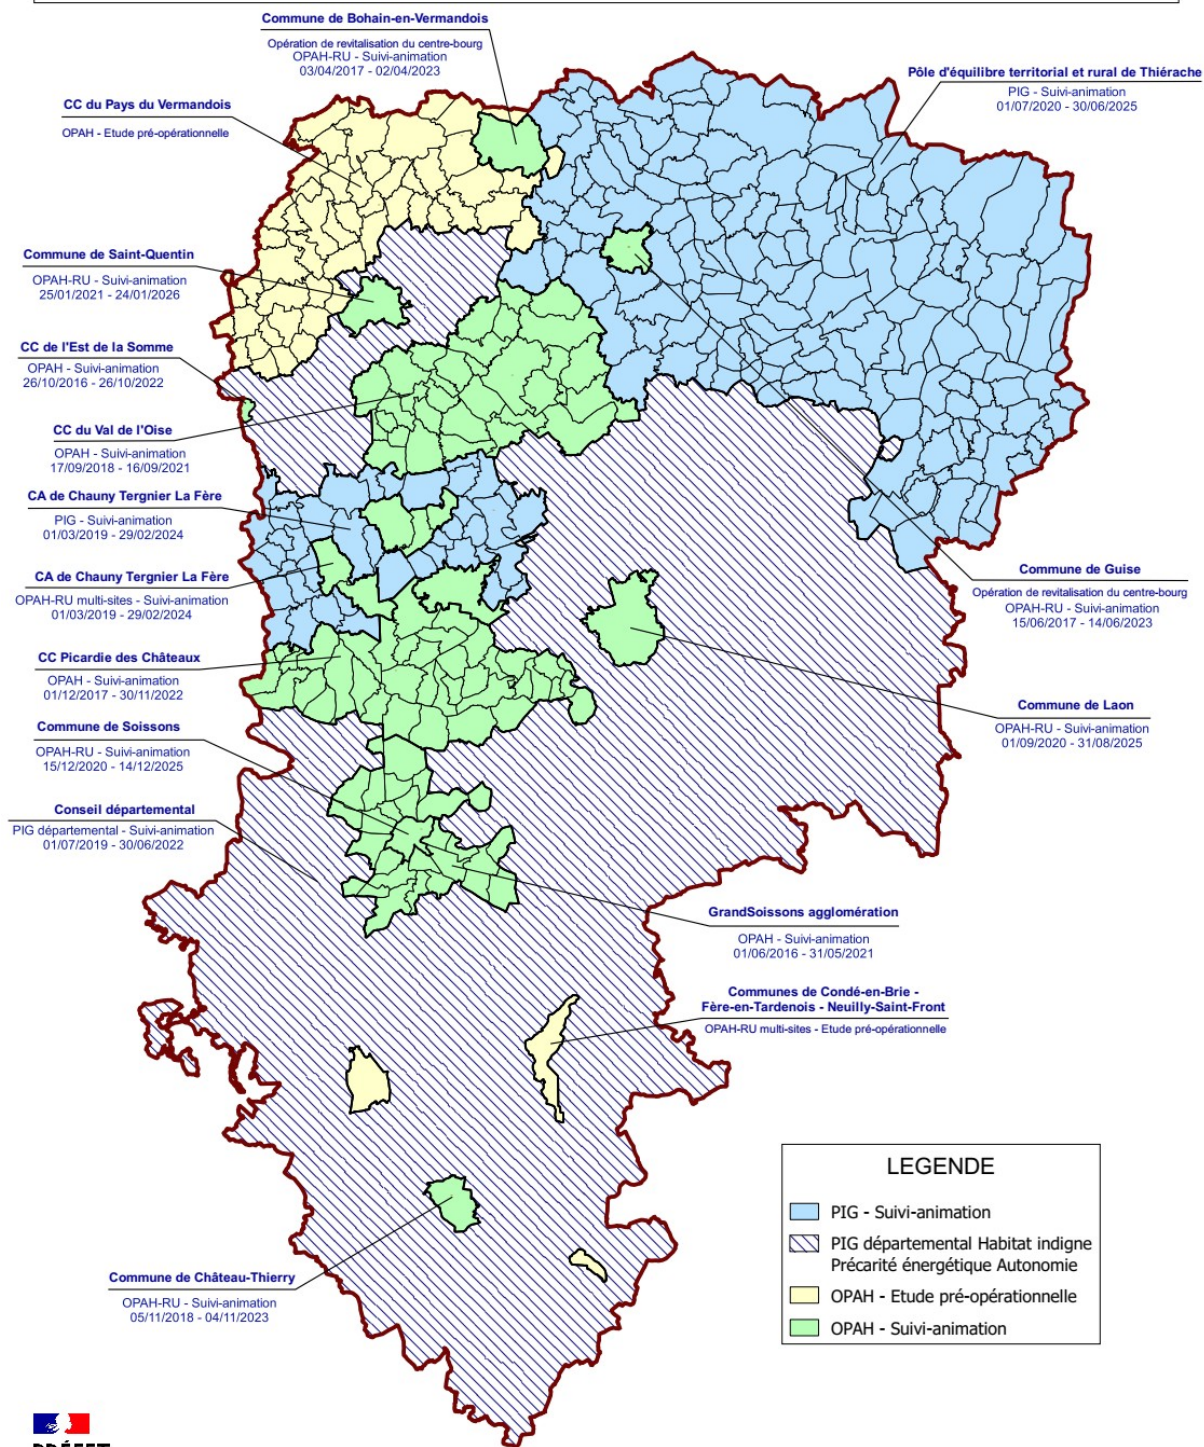 Commune de Bohain-en-Vermandois
Opération de revitalisation du centre-bourg
OPAH-RU - Suivi-animation
03/04/2017 - 02/04/2023
Pôle d'équilibre territorial et rural de Thiérache
PIG - Suivi-animation
01/07/2020 - 30/06/2025
CC du Pays du Vermandois
OPAH - Etude pré-opérationnelle
Commune de Saint-Quentin
OPAH-RU - Suivi-animation
25/01/2021 - 24/01/2026
CC de l'Est de la Somme
OPAH - Suivi-animation
26/10/2016 - 26/10/2022
CC du Val de l'Oise
OPAH - Suivi-animation
17/09/2018 - 16/09/2021
CA de Chauny Tergnier La Fère
PIG - Suivi-animation
01/03/2019 - 29/02/2024
CA de Chauny Tergnier La Fère
OPAH-RU multi-sites - Suivi-animation
01/03/2019 - 29/02/2024
Commune de Guise
Opération de revitalisation du centre-bourg
OPAH-RU - Suivi-animation
15/06/2017 - 14/06/2023
CC Picardie des Châteaux
OPAH - Suivi-animation
01/12/2017 - 30/11/2022
Commune de Laon
OPAH-RU - Suivi-animation
01/09/2020 - 31/08/2025
Commune de Soissons
OPAH-RU - Suivi-animation
15/12/2020 - 14/12/2025
Conseil départemental
PIG départemental - Suivi-animation
01/07/2019 - 30/06/2022
GrandSoissons agglomération
OPAH - Suivi-animation
01/06/2016 - 31/05/2021
Communes de Condé-en-Brie -
Fère-en-Tardenois - Neuilly-Saint-Front
OPAH-RU multi-sites - Etude pré-opérationnelle
Commune de Château-Thierry
OPAH-RU - Suivi-animation
05/11/2018 - 04/11/2023
LEGENDE
PIG - Suivi-animation
PIG départemental Habitat indigne
Précarité énergétique Autonomie
OPAH - Etude pré-opérationnelle
OPAH - Suivi-animation
PRÉFET